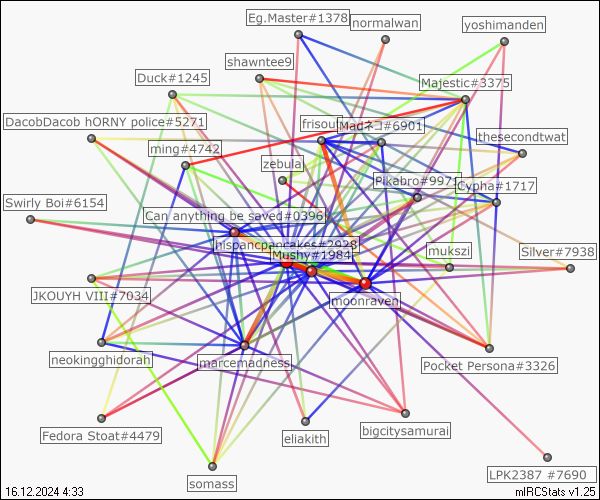 Eg.Master#1378
normalwan
yoshimanden
shawntee9
Duck#1245
Majestic#3375
DacobDacob hORNY police#5271
frisou
Madネコ#6901
thesecondtwat
ming#4742
zebula
Pikabro#997
Cypha#1717
Swirly Boi#6154
Can anything be saved#0396
hispancpancakes#2928
Mushy#1984
mukszi
Silver#7938
JKOUYH VIII#7034
moonraven
neokingghidorah
marcemadness
Pocket Persona#3326
Fedora Stoat#4479
eliakith
bigcitysamurai
somass
LPK2387 #7690
16.12.2024 4:33
mIRCStats v1.25